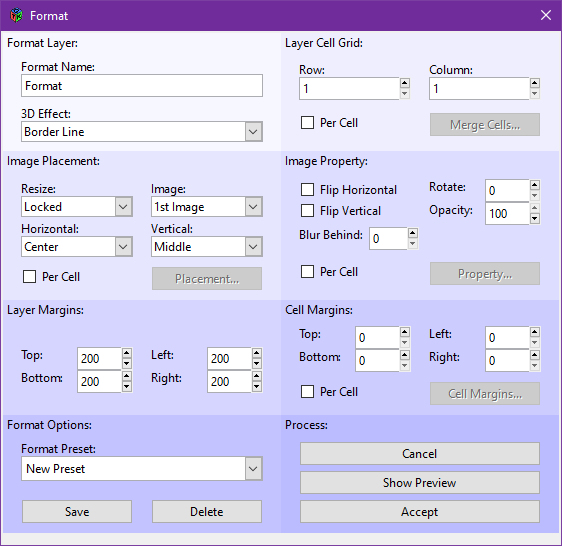 Format
Format Layer:
Format Name:
Format
3D Effect:
Border Line
Layer Cell Grid:
Row: Column:
1 1
Per Cell Merge Cells...
Image Placement:
Resize: Image:
Locked 1st Image
Horizontal: Vertical:
Center Middle
Per Cell Placement...
Image Property:
Flip Horizontal Rotate: 0
Flip Vertical Opacity: 100
Blur Behind: 0
Per Cell Property...
Layer Margins:
Top: 200 Left: 200
Bottom: 200 Right: 200
Cell Margins:
Top: 0 Left: 0
Bottom: 0 Right: 0
Per Cell Cell Margins...
Format Options:
Format Preset:
New Preset
Save Delete
Process:
Cancel
Show Preview
Accept